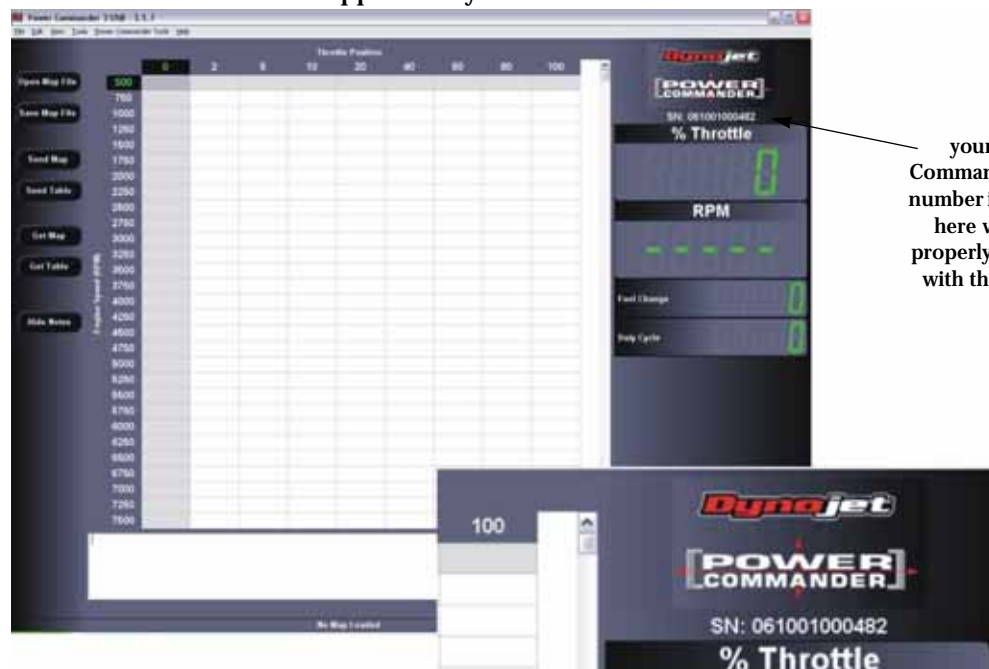 Power Commander 3 USB
File Edit View Tools Power Commander Tools Help
Throttle Position
0 2 5 10 20 40 60 80 100
Open Map File
Save Map File
Send Map
Send Table
Get Map
Get Table
Hide Notes
Engine Speed (RPM)
500
750
1000
1250
1500
1750
2000
2250
2500
2750
3000
3250
3500
3750
4000
4250
4500
4750
5000
5250
5500
5750
6000
6250
6500
6750
7000
7250
7500
No Map Loaded
Dynojet
POWER
COMMANDER
SN: 061001000482
% Throttle
0
RPM
- - - - -
Fuel Change 0
Duty Cycle 0
your
number
here
properly
with
100
Dynojet
POWER
COMMANDER
SN: 061001000482
% Throttle